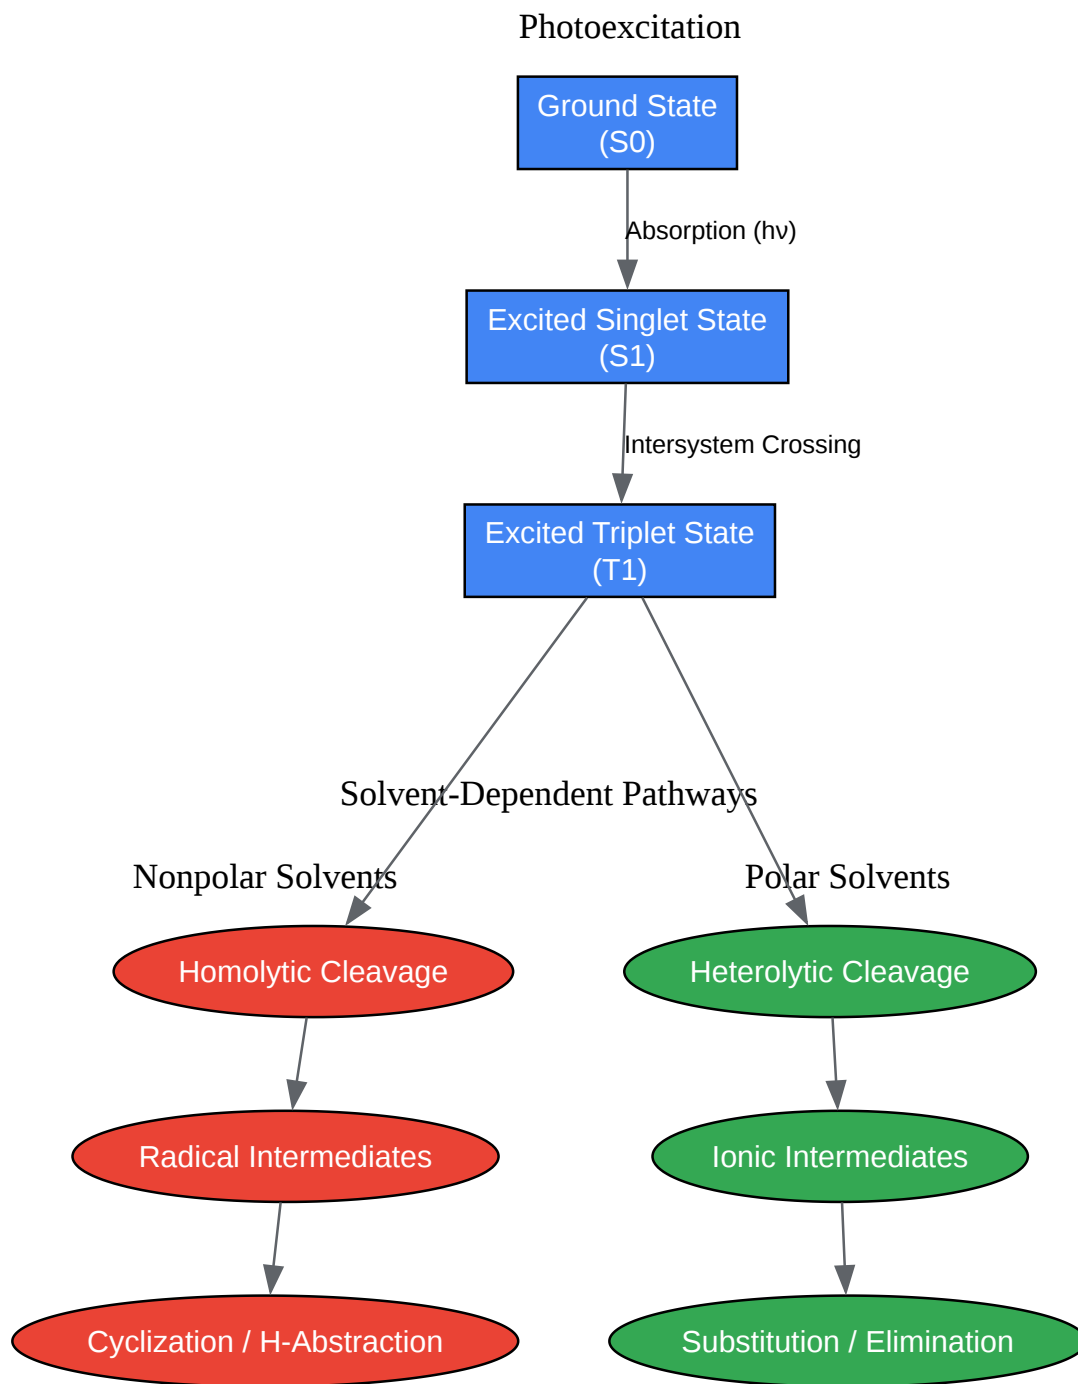 Photoexcitation
Ground State
(S0)
Absorption (hν)
Excited Singlet State
(S1)
Intersystem Crossing
Excited Triplet State
(T1)
Solvent-Dependent Pathways
Nonpolar Solvents
Polar Solvents
Homolytic Cleavage
Heterolytic Cleavage
Radical Intermediates
Ionic Intermediates
Cyclization / H-Abstraction
Substitution / Elimination